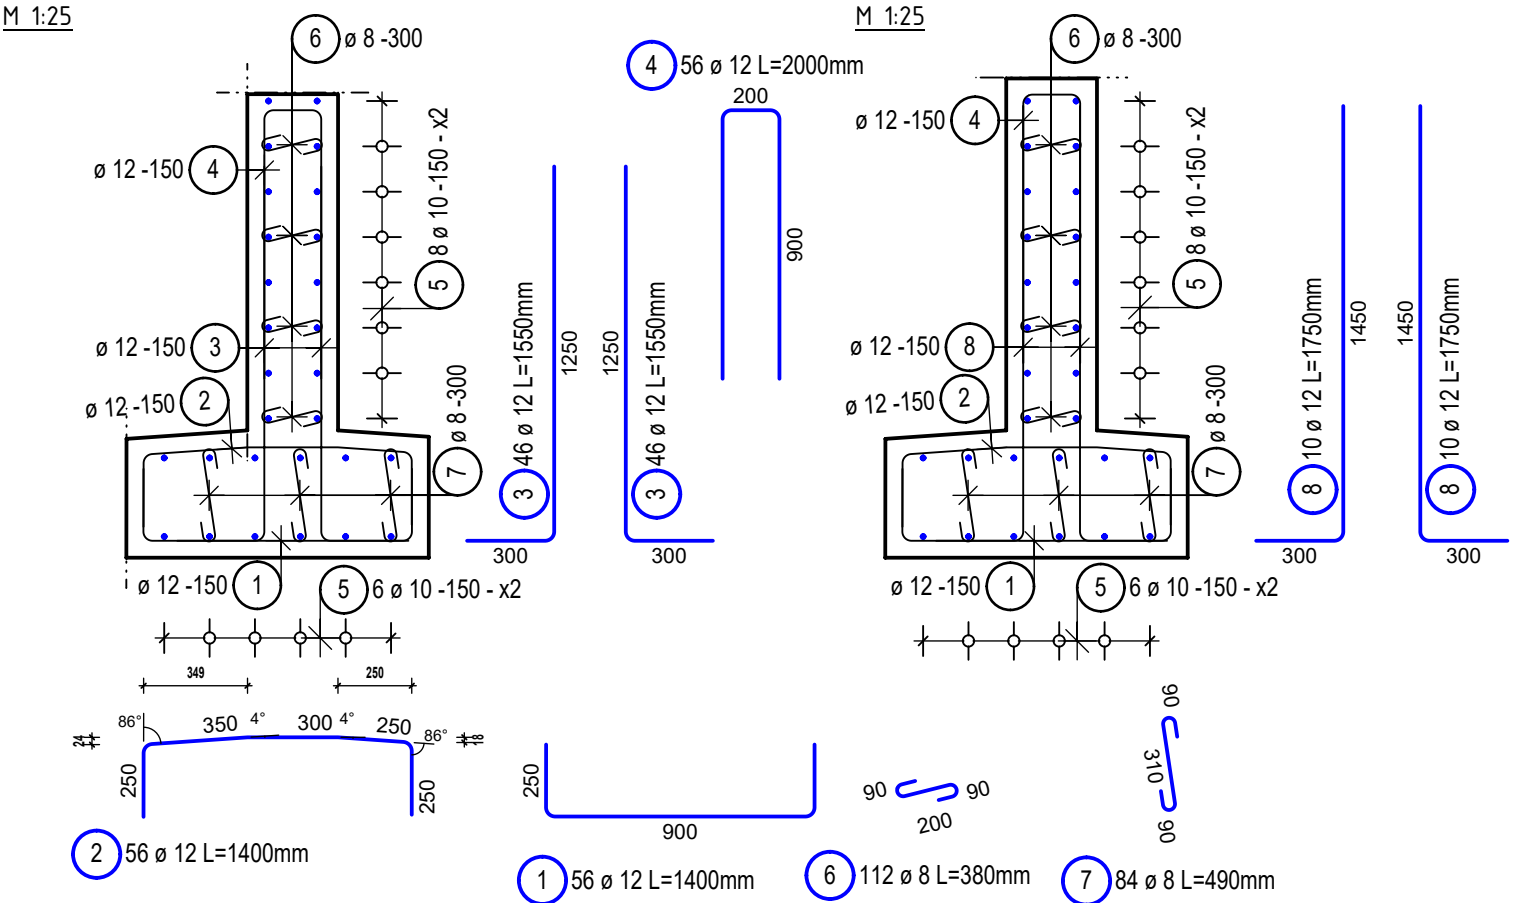 M 1:25
6 ø 8 -300
ø 12 -150 4
8 ø 10 -150 - x2
5
ø 12 -150 3
ø 12 -150 2
7 ø 8 -300
ø 12 -150 1
5 6 ø 10 -150 - x2
4 56 ø 12 L=2000mm
200
900
3 46 ø 12 L=1550mm
1250
300
3 46 ø 12 L=1550mm
1250
300
M 1:25
6 ø 8 -300
ø 12 -150 4
8 ø 10 -150 - x2
5
ø 12 -150 8
ø 12 -150 2
7 ø 8 -300
ø 12 -150 1
5 6 ø 10 -150 - x2
8 10 ø 12 L=1750mm
1450
300
8 10 ø 12 L=1750mm
1450
300
349 250
86° 350 4° 300 4° 250 86°
24 18
250 250
2 56 ø 12 L=1400mm
250
900
1 56 ø 12 L=1400mm
90 90
200
6 112 ø 8 L=380mm
90
310
90
7 84 ø 8 L=490mm